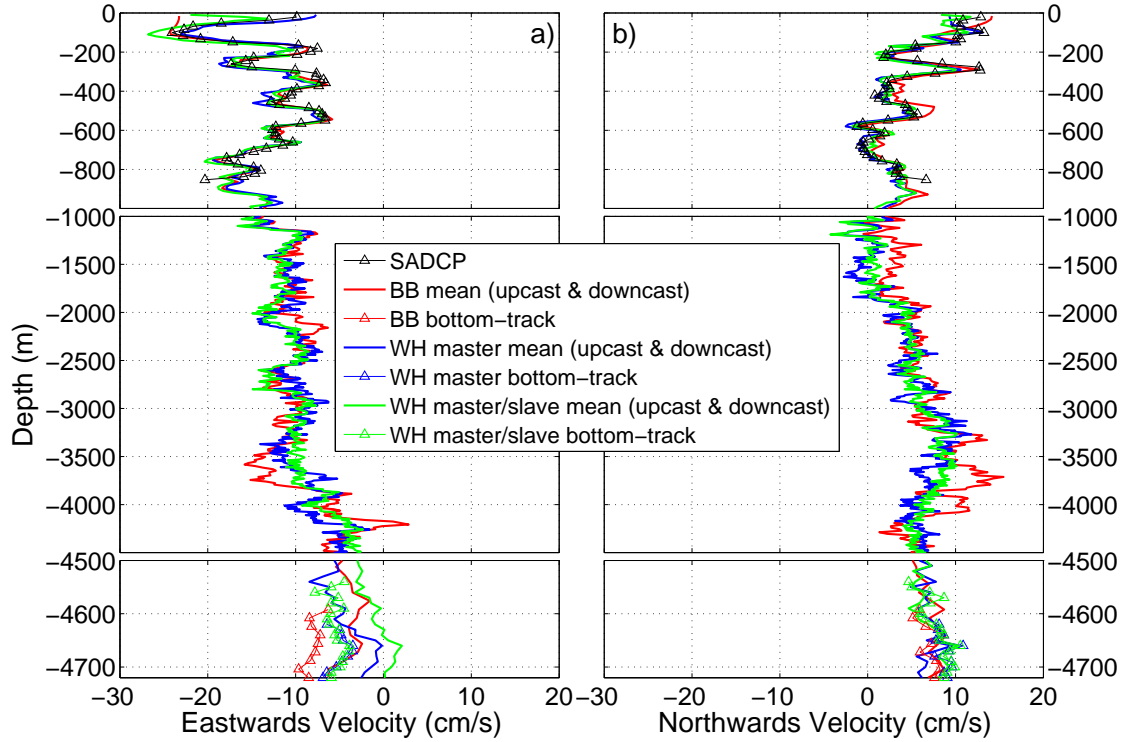 a)
b)
0
−200
−400
−600
−800
0
−200
−400
−600
−800
−1000
−1500
−2000
−2500
−3000
−3500
−4000
−1000
−1500
−2000
−2500
−3000
−3500
−4000
SADCP
BB mean (upcast & downcast)
BB bottom−track
WH master mean (upcast & downcast)
WH master bottom−track
WH master/slave mean (upcast & downcast)
WH master/slave bottom−track
Depth (m)
−4500
−4600
−4700
−4500
−4600
−4700
−30 −20 −10 0 10 20
−30 −20 −10 0 10 20
Eastwards Velocity (cm/s)
Northwards Velocity (cm/s)